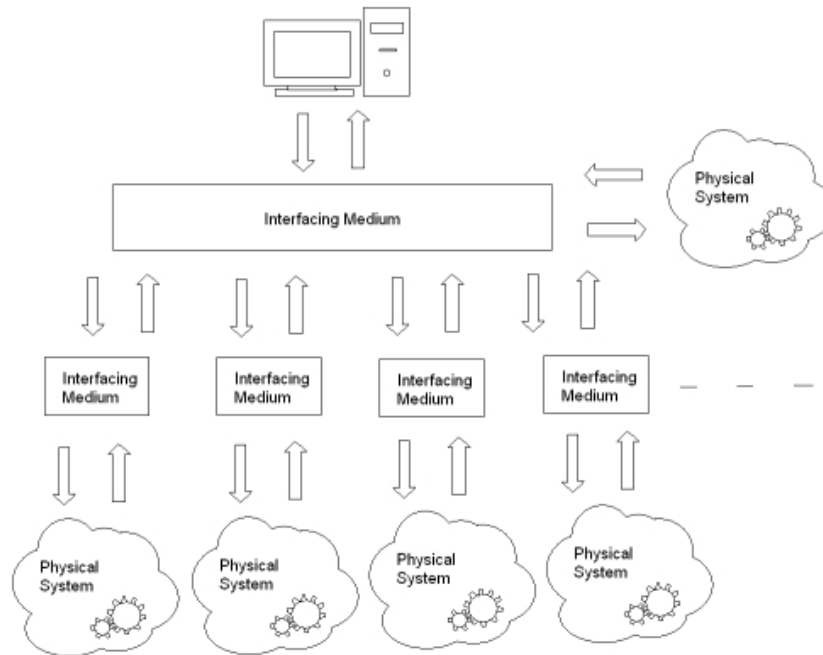 Physical
System
Interfacing Medium
Interfacing
Medium
Interfacing
Medium
Interfacing
Medium
Interfacing
Medium
Physical
System
Physical
System
Physical
System
Physical
System